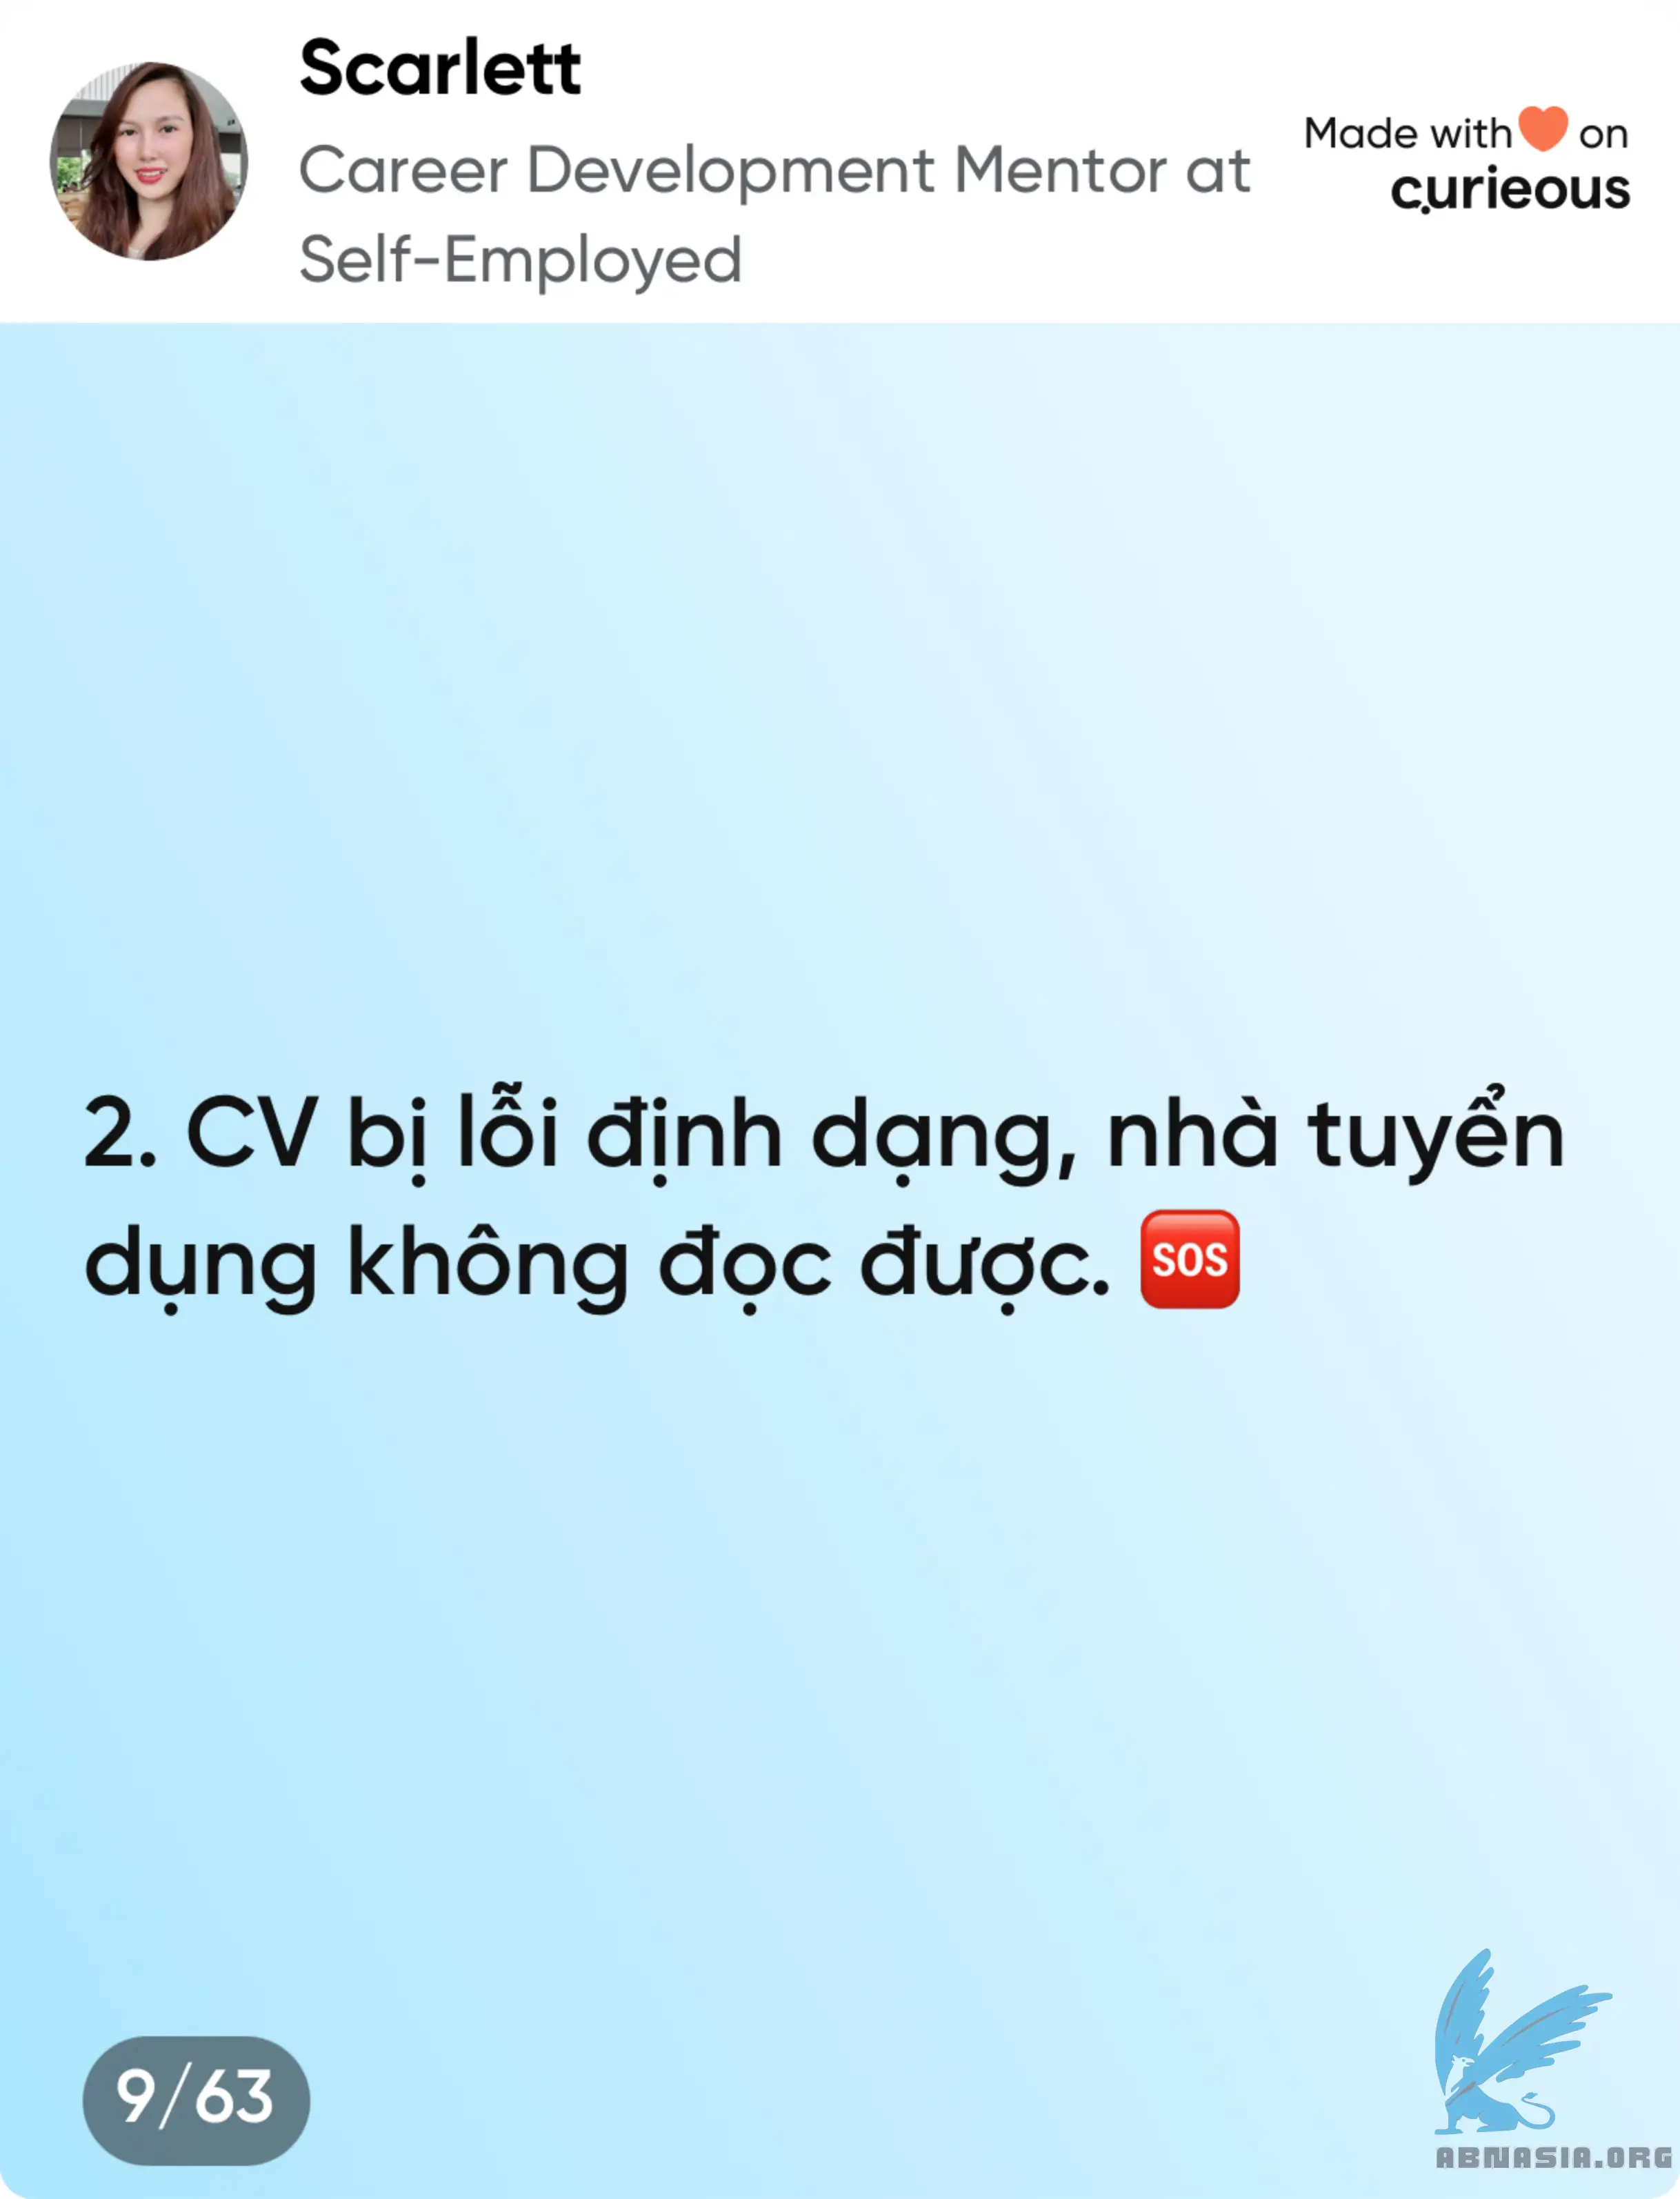 Scarlett
Career Development Mentor at
Self-Employed
Made with🧡 on
curieous
2. CV bị lỗi định dạng, nhà tuyển
dụng không đọc được. 🆘
9/63
ABNASIA.ORG